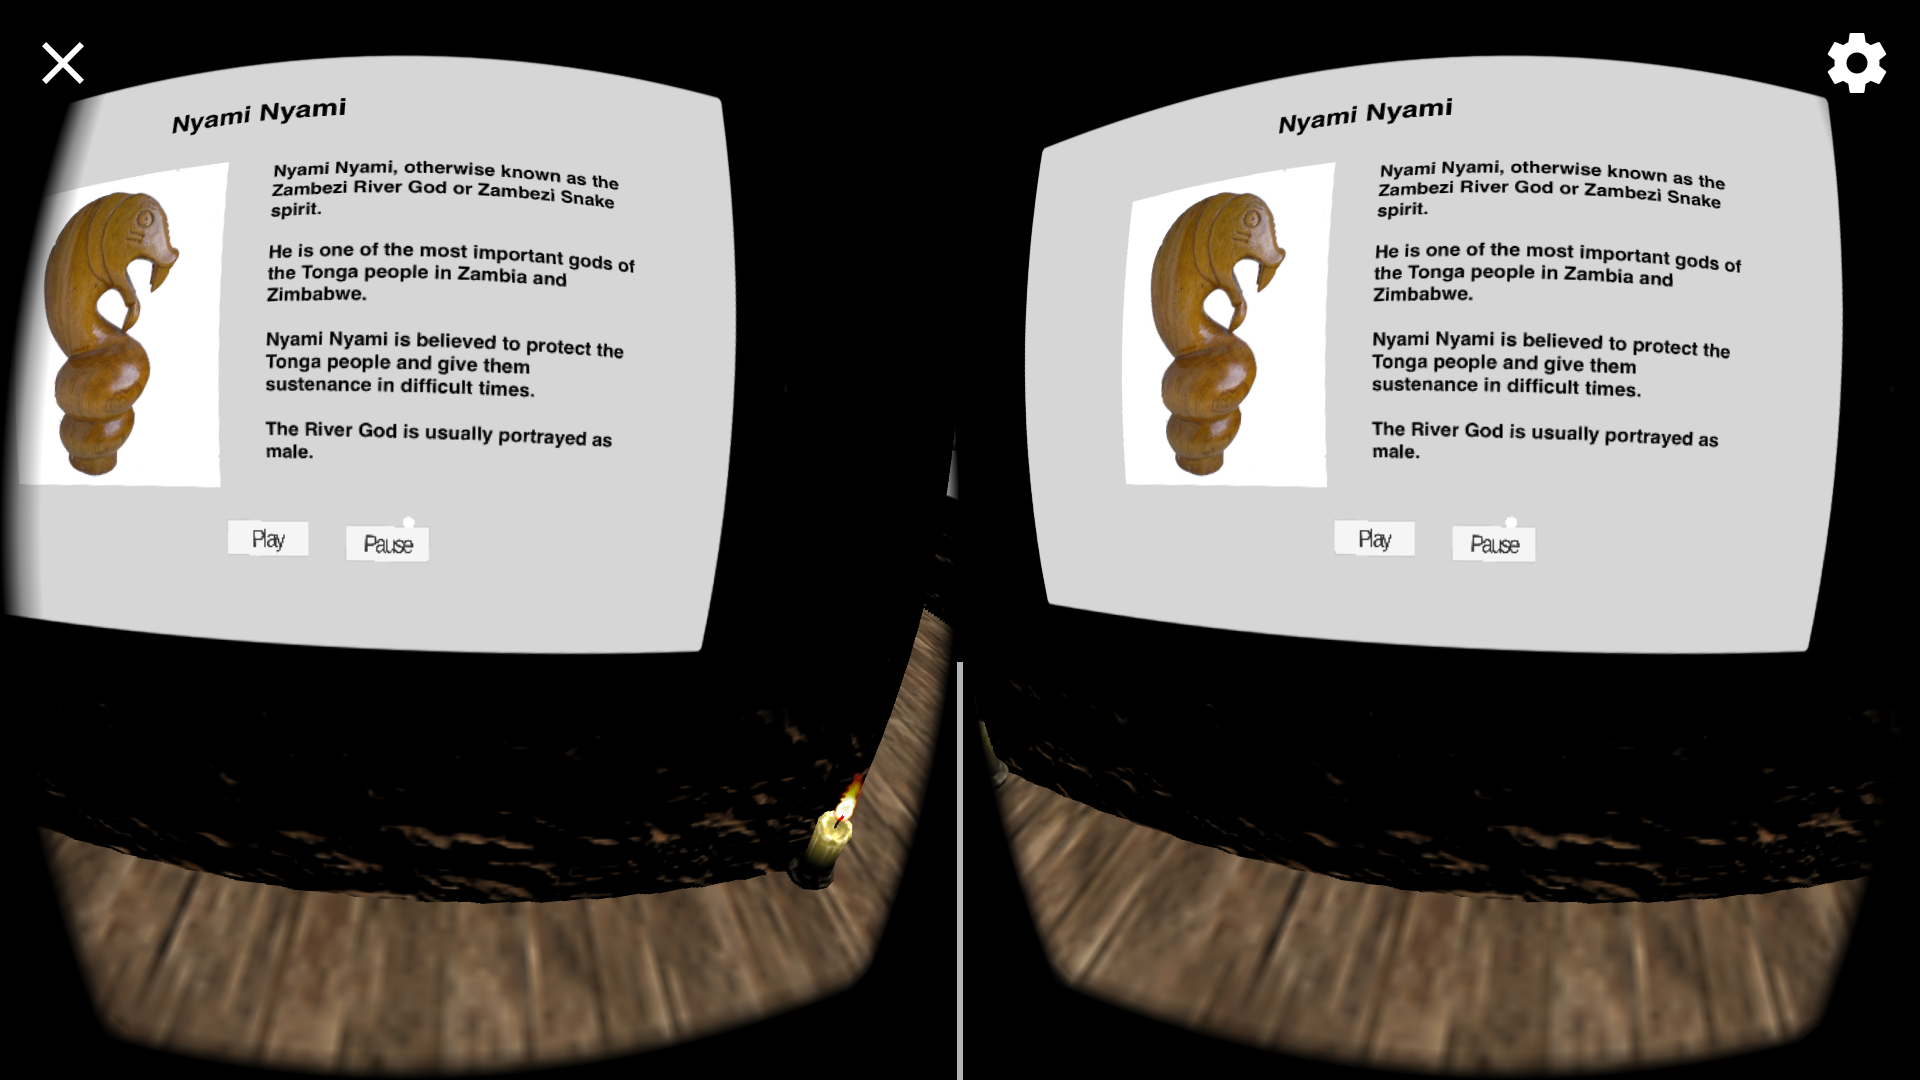 Nyami Nyami
Nyami Nyami, otherwise known as the
Zambezi River God or Zambezi Snake
spirit.
He is one of the most important gods of
the Tonga people in Zambia and
Zimbabwe.
Nyami Nyami is believed to protect the
Tonga people and give them
sustenance in difficult times.
The River God is usually portrayed as
male.
Play
Pause
Nyami Nyami
Nyami Nyami, otherwise known as the
Zambezi River God or Zambezi Snake
spirit.
He is one of the most important gods of
the Tonga people in Zambia and
Zimbabwe.
Nyami Nyami is believed to protect the
Tonga people and give them
sustenance in difficult times.
The River God is usually portrayed as
male.
Play
Pause